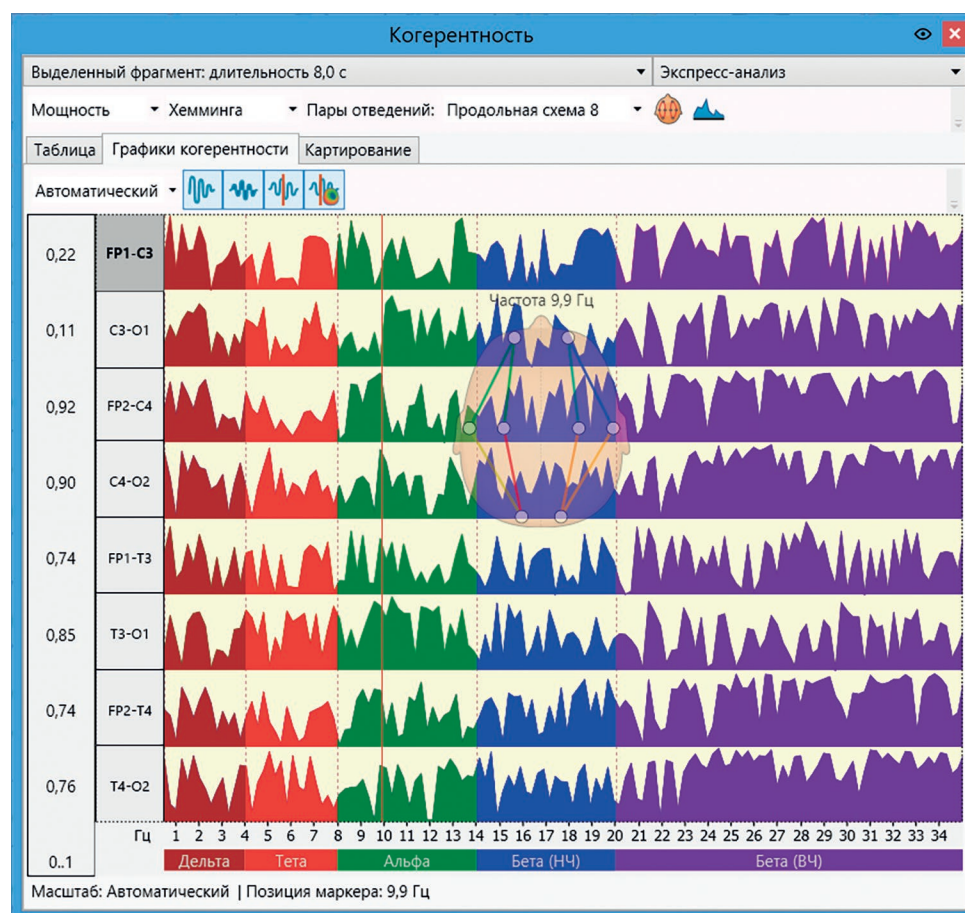 Когерентность
Выделенный фрагмент: длительность 8,0 с Экспресс-анализ
Мощность Хемминга Пары отведений: Продольная схема 8
Таблица Графики когерентности Картирование
Автоматический
0,22 FP1-C3
Частота 9,9 Гц
0,11 C3-O1
0,92 FP2-C4
0,90 C4-O2
0,74 FP1-T3
0,85 T3-O1
0,74 FP2-T4
0,76 T4-O2
Гц 1 2 3 4 5 6 7 8 9 10 11 12 13 14 15 16 17 18 19 20 21 22 23 24 25 26 27 28 29 30 31 32 33 34
0..1 Дельта Тета Альфа Бета (НЧ) Бета (ВЧ)
Масштаб: Автоматический | Позиция маркера: 9,9 Гц